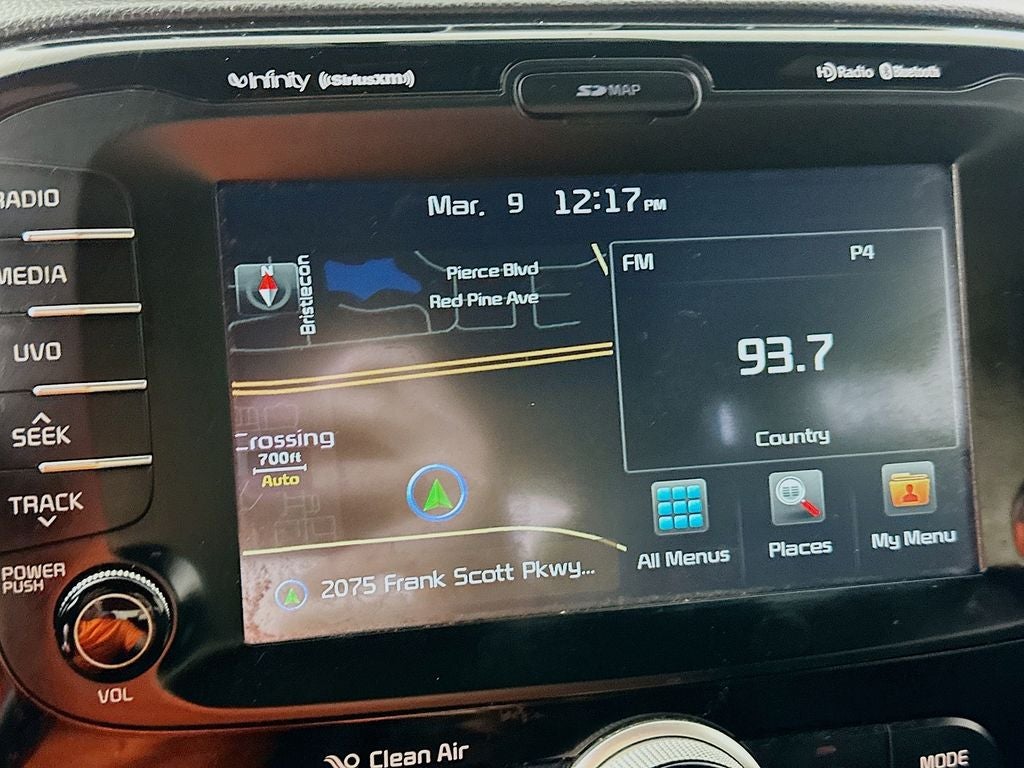 Infinity ((SiriusXM))
SD MAP
HD Radio Bluetooth
RADIO
MEDIA
UVO
SEEK
TRACK
POWER
PUSH
VOL
Mar. 9 12:17 PM
N
Bristlecon
Pierce Blvd
Red Pine Ave
Crossing
700ft
Auto
2075 Frank Scott Pkwy...
FM P4
93.7
Country
All Menus
Places
My Menu
Clean Air
MODE